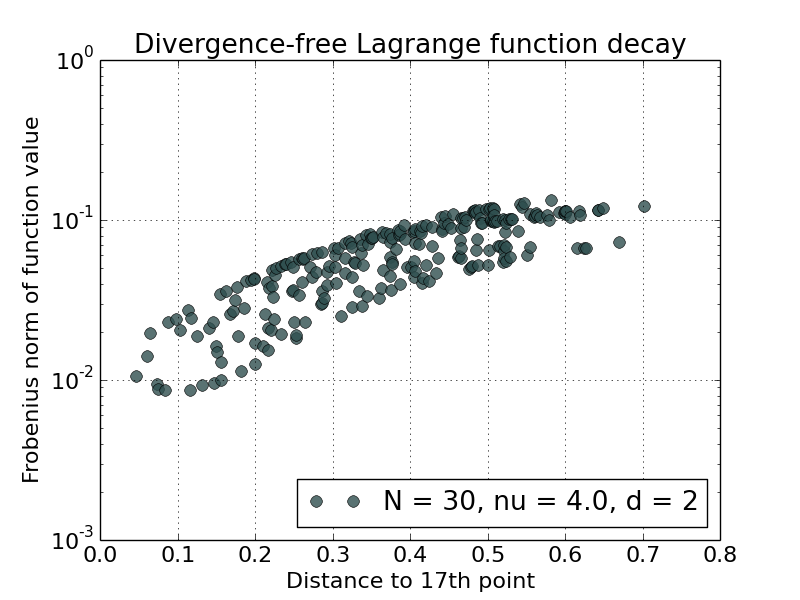 Divergence-free Lagrange function decay
Frobenius norm of function value
10^0
10^-1
10^-2
10^-3
N = 30, nu = 4.0, d = 2
0.0 0.1 0.2 0.3 0.4 0.5 0.6 0.7 0.8
Distance to 17th point